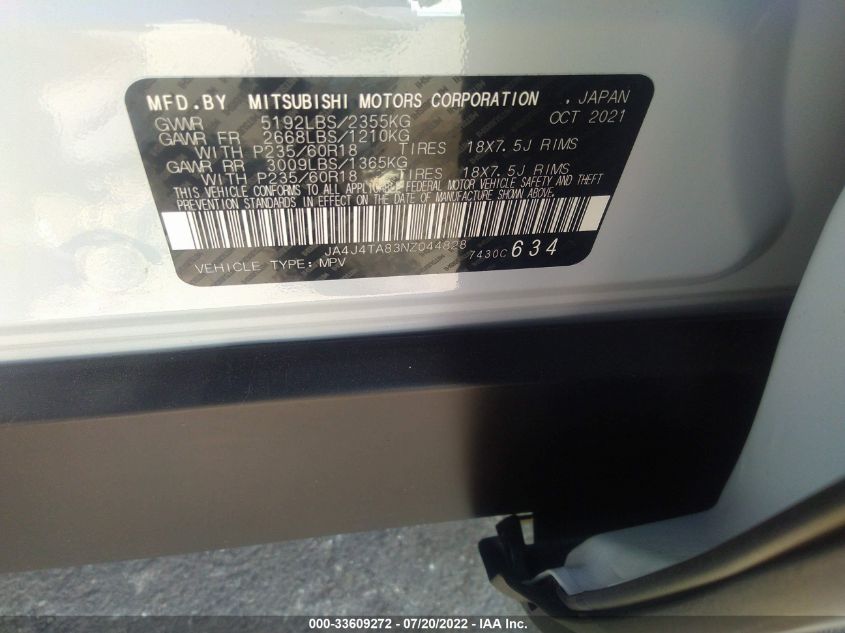 MFD.BY MITSUBISHI MOTORS CORPORATION , JAPAN
GVWR 5192LBS/2355KG OCT 2021
GAWR FR 2668LBS/1210KG
WITH P235/60R18 TIRES 18X7.5J RIMS
GAWR RR 3009LBS/1365KG
WITH P235/60R18 TIRES 18X7.5J RIMS
THIS VEHICLE CONFORMS TO ALL APPLICABLE FEDERAL MOTOR VEHICLE SAFETY AND THEFT
PREVENTION STANDARDS IN EFFECT ON THE DATE OF MANUFACTURE SHOWN ABOVE.
JA4J4TA83NZ044828
VEHICLE TYPE: MPV 7430C 634
000-33609272 - 07/20/2022 - IAA Inc.